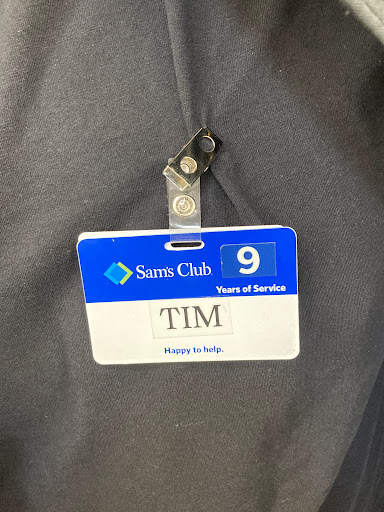 Sam's Club
9
Years of Service
TIM
Happy to help.